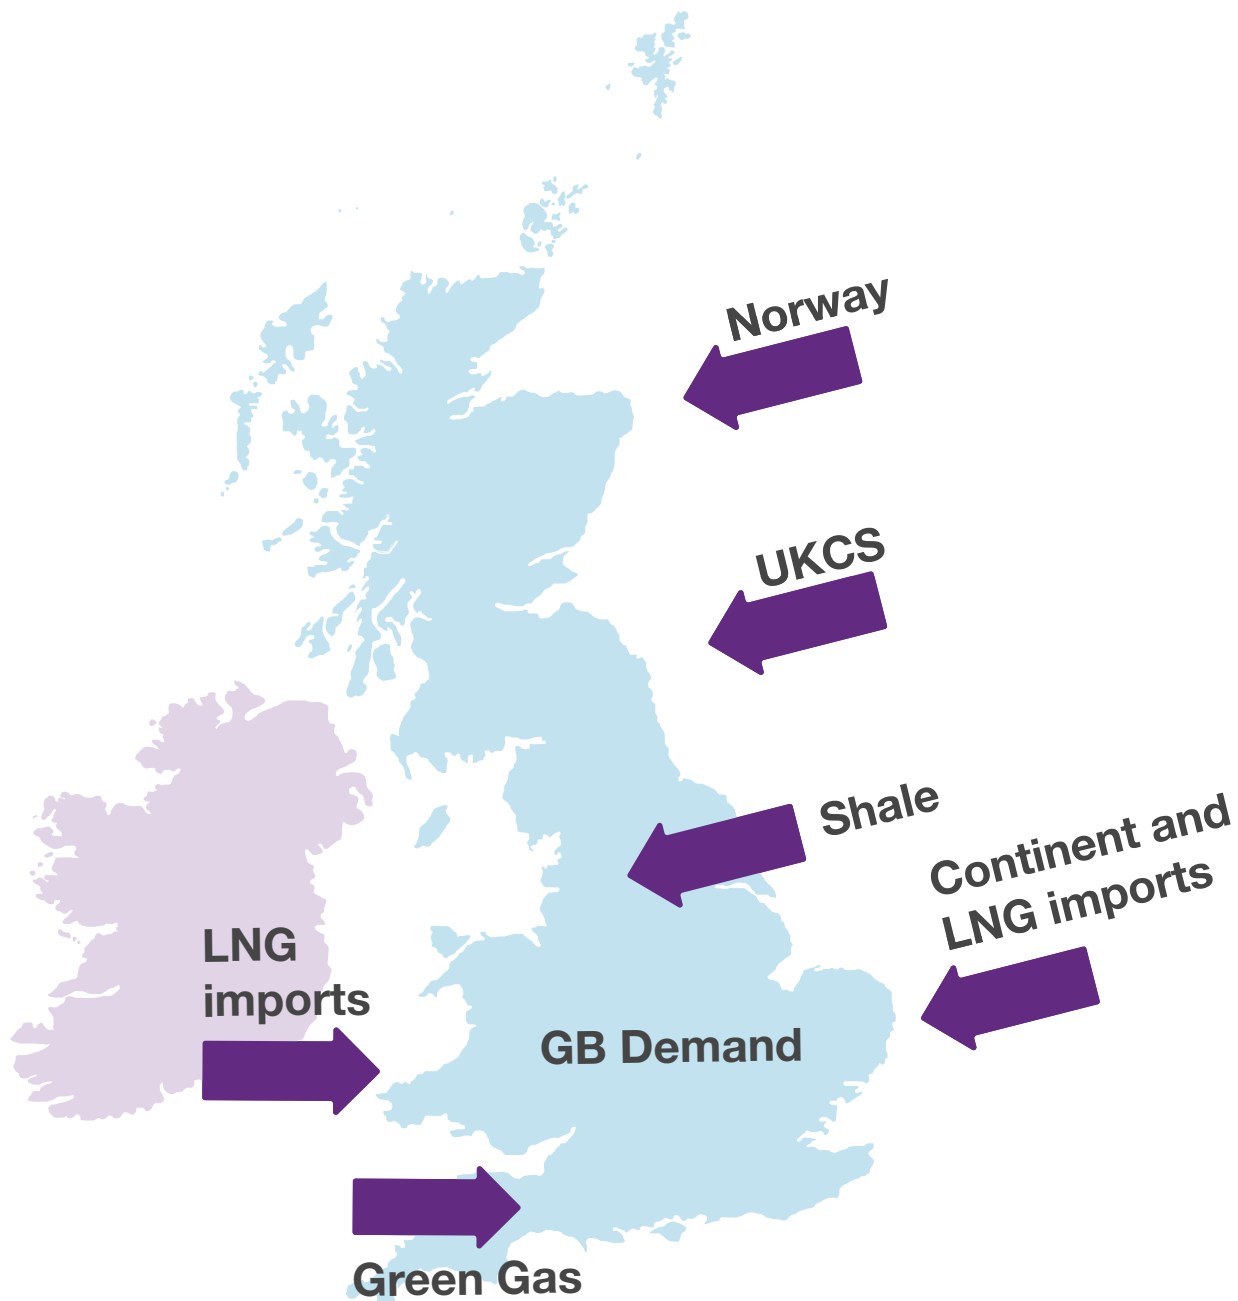 Norway
UKCS
Shale
Continent and
LNG imports
LNG
imports
GB Demand
Green Gas